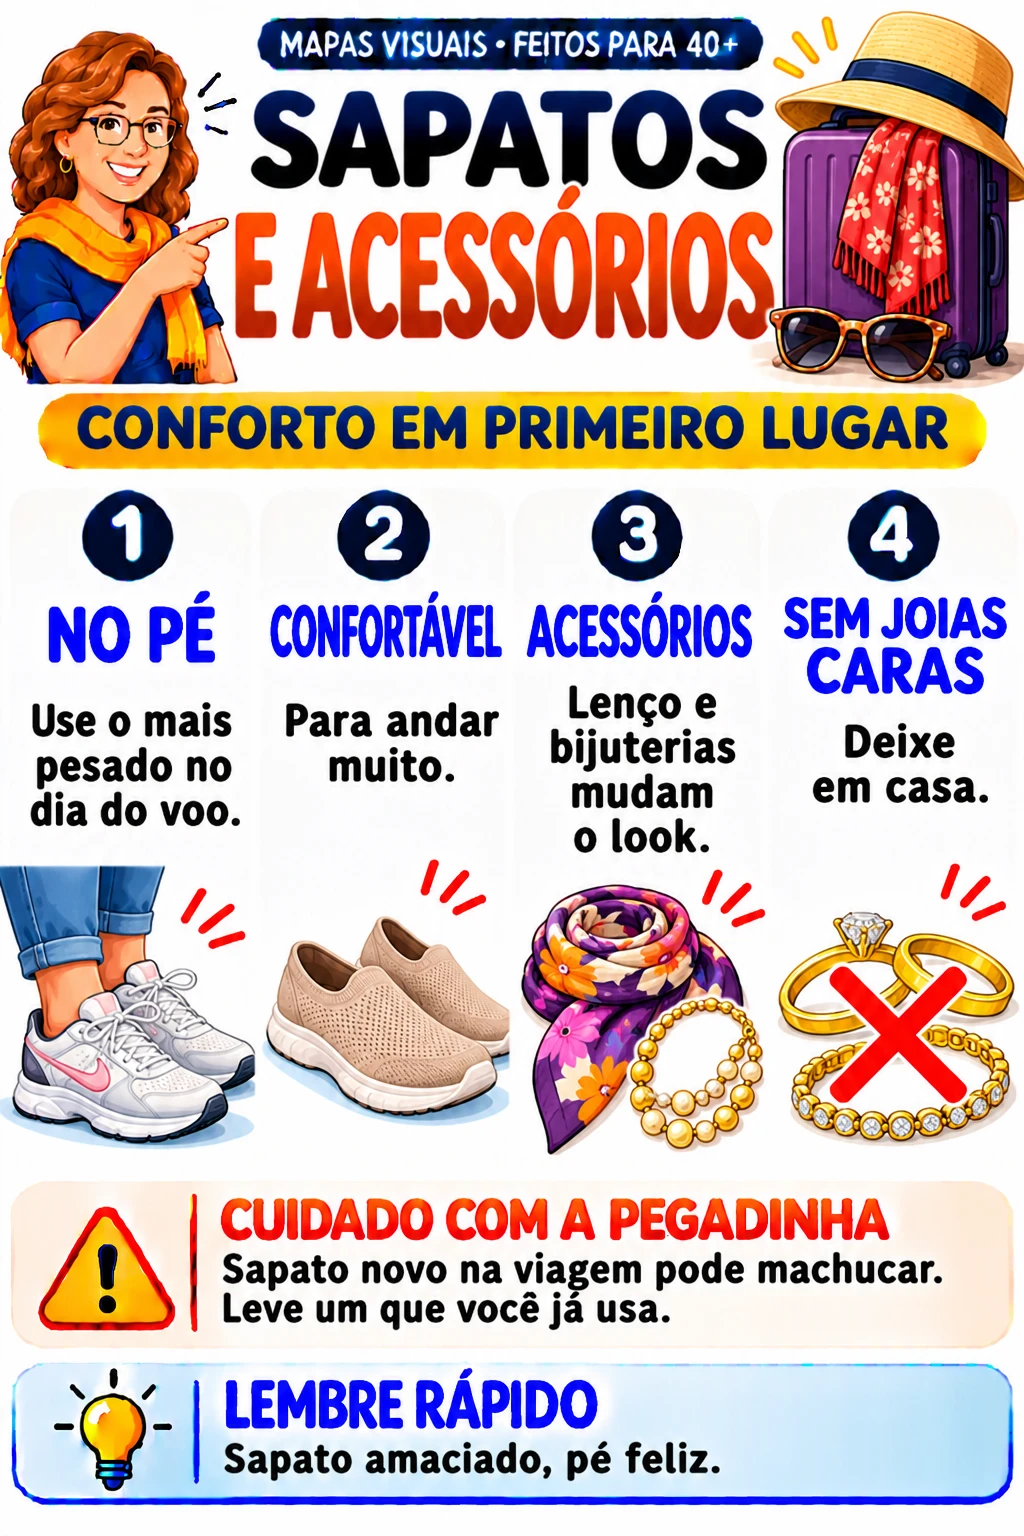 MAPAS VISUAIS • FEITOS PARA 40+
SAPATOS
E ACESSÓRIOS
CONFORTO EM PRIMEIRO LUGAR
1
NO PÉ
Use o mais
pesado no
dia do voo.
2
CONFORTÁVEL
Para andar
muito.
3
ACESSÓRIOS
Lenço e
bijuterias
mudam
o look.
4
SEM JOIAS
CARAS
Deixe
em casa.
CUIDADO COM A PEGADINHA
Sapato novo na viagem pode machucar.
Leve um que você já usa.
LEMBRE RÁPIDO
Sapato amaciado, pé feliz.